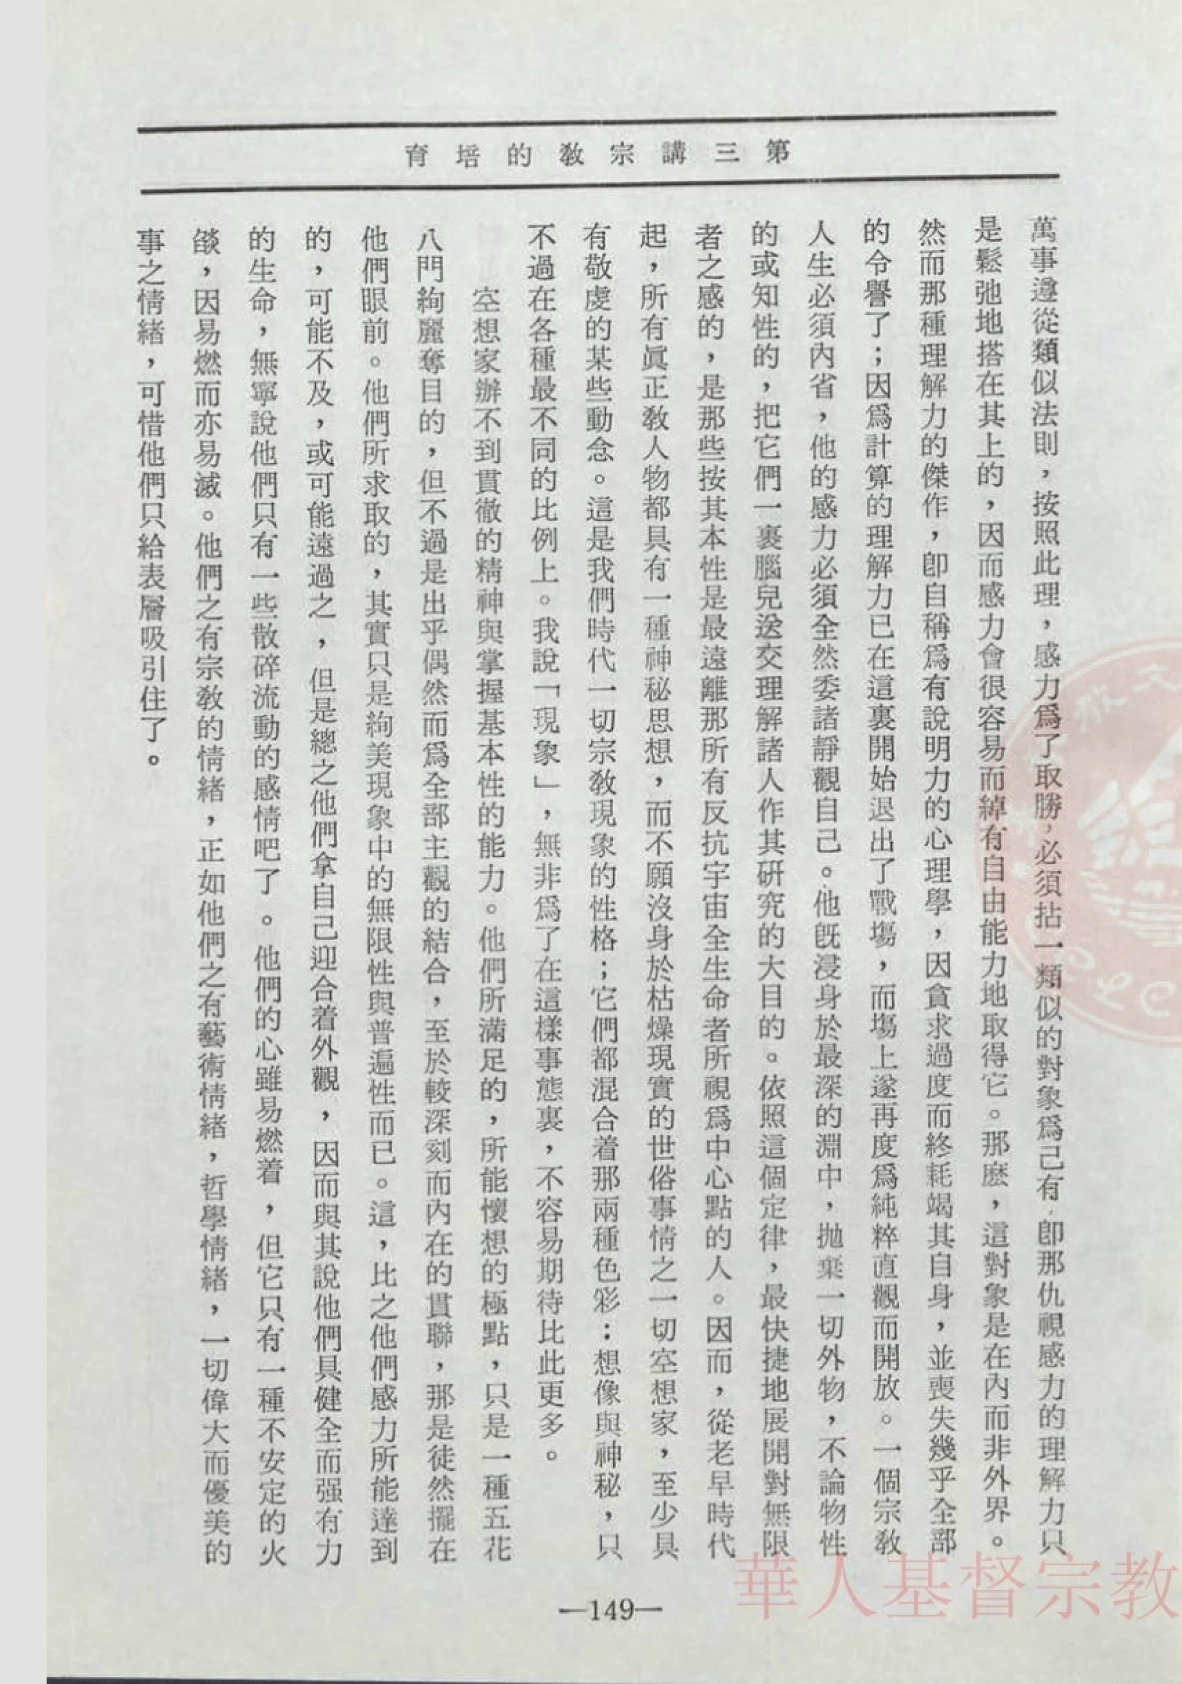 第三講宗教的培育
萬事遵從類似法則，按照此理，感力爲了取勝，必須拈一類似的對象爲己有，卽那仇視感力的理解力只
是鬆弛地搭在其上的，因而感力會很容易而綽有自由能力地取得它。那麽，這對象是在內而非外界。
然而那種理解力的傑作，卽自稱爲有說明力的心理學，因貪求過度而終耗竭其自身，並喪失幾乎全部
的令譽了；因爲計算的理解力已在這裏開始退出了戰塲，而塲上遂再度爲純粹直觀而開放。一個宗教
人生必須內省，他的感力必須全然委諸靜觀自己。他旣浸身於最深的淵中，拋棄一切外物，不論物性
的或知性的，把它們一裹腦兒送交理解諸人作其研究的大目的。依照這個定律，最快捷地展開對無限
者之感的，是那些按其本性是最遠離那所有反抗宇宙全生命者所視爲中心點的人。因而，從老早時代
起，所有眞正教人物都具有一種神秘思想，而不願沒身於枯燥現實的世俗事情之一切空想家，至少具
有敬虔的某些動念。這是我們時代一切宗教現象的性格；它們都混合着那兩種色彩：想像與神秘，只
不過在各種最不同的比例上。我說「現象」，無非爲了在這樣事態裏，不容易期待比此更多。
空想家辦不到貫徹的精神與掌握基本性的能力。他們所滿足的，所能懷想的極點，只是一種五花
八門絢麗奪目的，但不過是出乎偶然而爲全部主觀的結合，至於較深刻而內在的貫聯，那是徒然擺在
他們眼前。他們所求取的，其實只是絢美現象中的無限性與普遍性而已。這，比之他們感力所能達到
的，可能不及，或可能遠過之，但是總之他們拿自己迎合着外觀，因而與其說他們具健全而强有力
的生命，無寧說他們只有一些散碎流動的感情吧了。他們的心雖易燃着，但它只有一種不安定的火
燄，因易燃而亦易滅。他們之有宗教的情緒，正如他們之有藝術情緒，哲學情緒，一切偉大而優美的
事之情緒，可惜他們只給表層吸引住了。
—149—
華人基督宗教